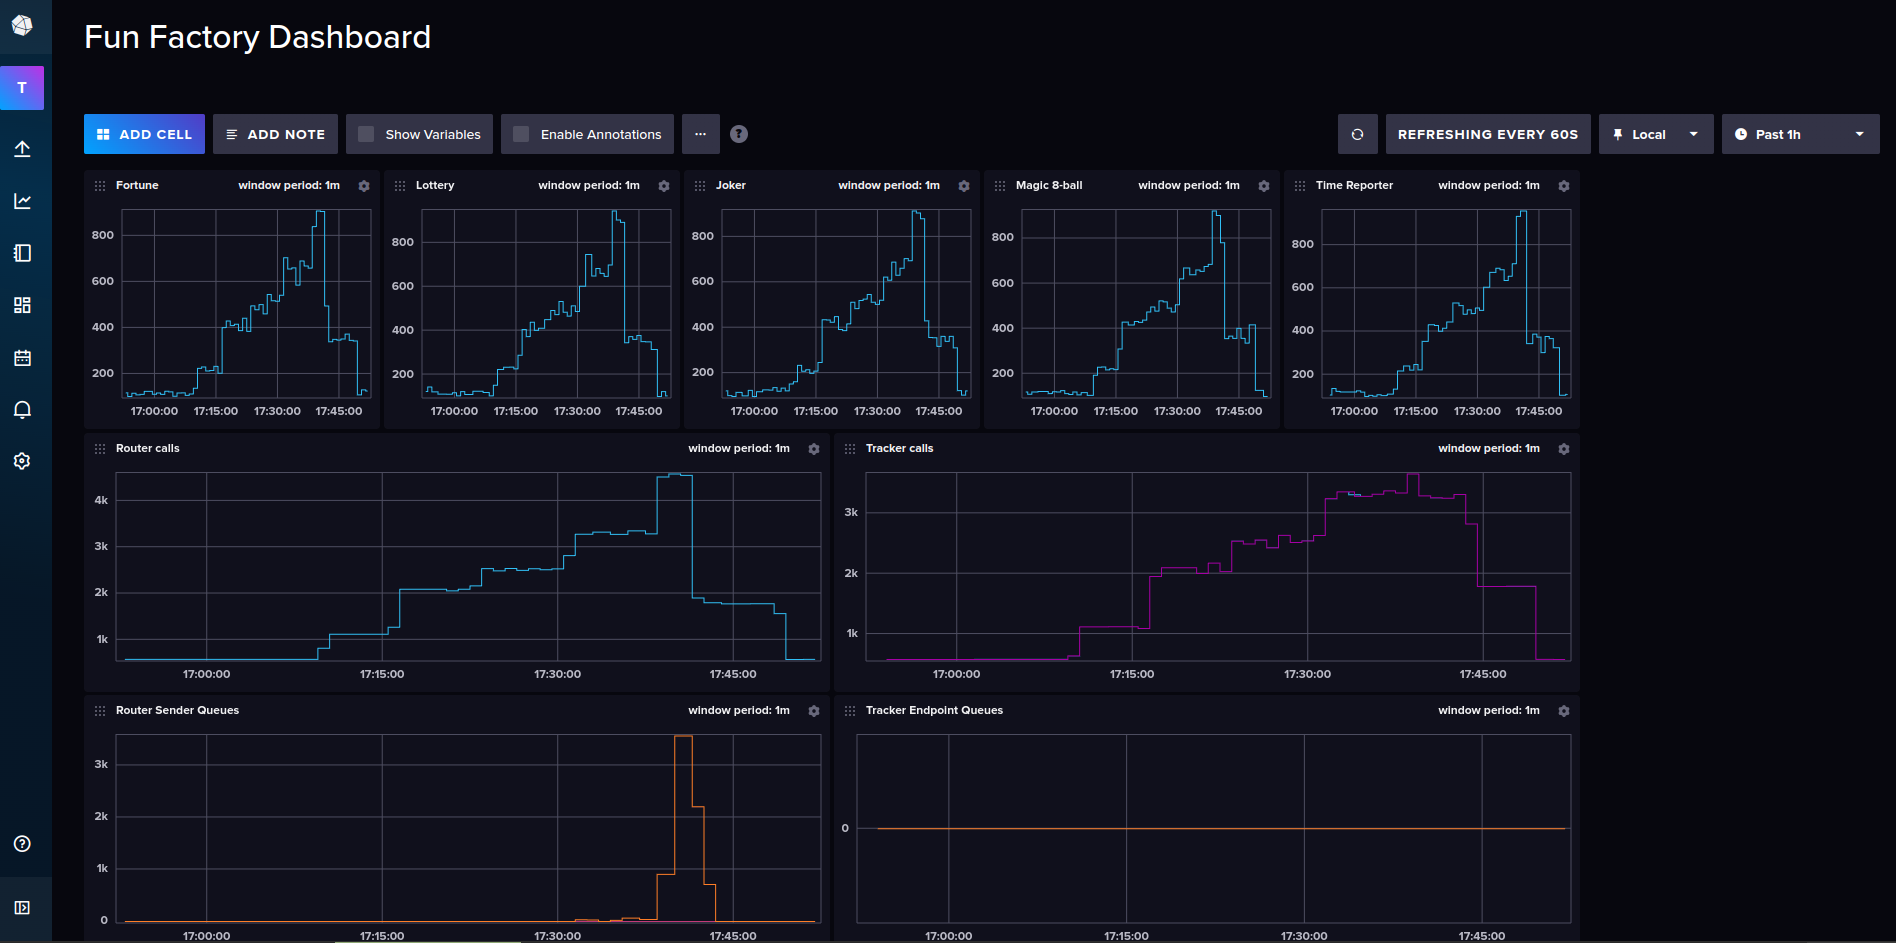 Fun Factory Dashboard
T
ADD CELL ADD NOTE Show Variables Enable Annotations ... ? REFRESHING EVERY 60S Local Past 1h
Fortune window period: 1m
800
600
400
200
17:00:00 17:15:00 17:30:00 17:45:00
Lottery window period: 1m
800
600
400
200
17:00:00 17:15:00 17:30:00 17:45:00
Joker window period: 1m
800
600
400
200
17:00:00 17:15:00 17:30:00 17:45:00
Magic 8-ball window period: 1m
800
600
400
200
17:00:00 17:15:00 17:30:00 17:45:00
Time Reporter window period: 1m
800
600
400
200
17:00:00 17:15:00 17:30:00 17:45:00
Router calls window period: 1m
4k
3k
2k
1k
17:00:00 17:15:00 17:30:00 17:45:00
Tracker calls window period: 1m
3k
2k
1k
17:00:00 17:15:00 17:30:00 17:45:00
Router Sender Queues window period: 1m
3k
2k
1k
0
17:00:00 17:15:00 17:30:00 17:45:00
Tracker Endpoint Queues window period: 1m
0
17:00:00 17:15:00 17:30:00 17:45:00
?